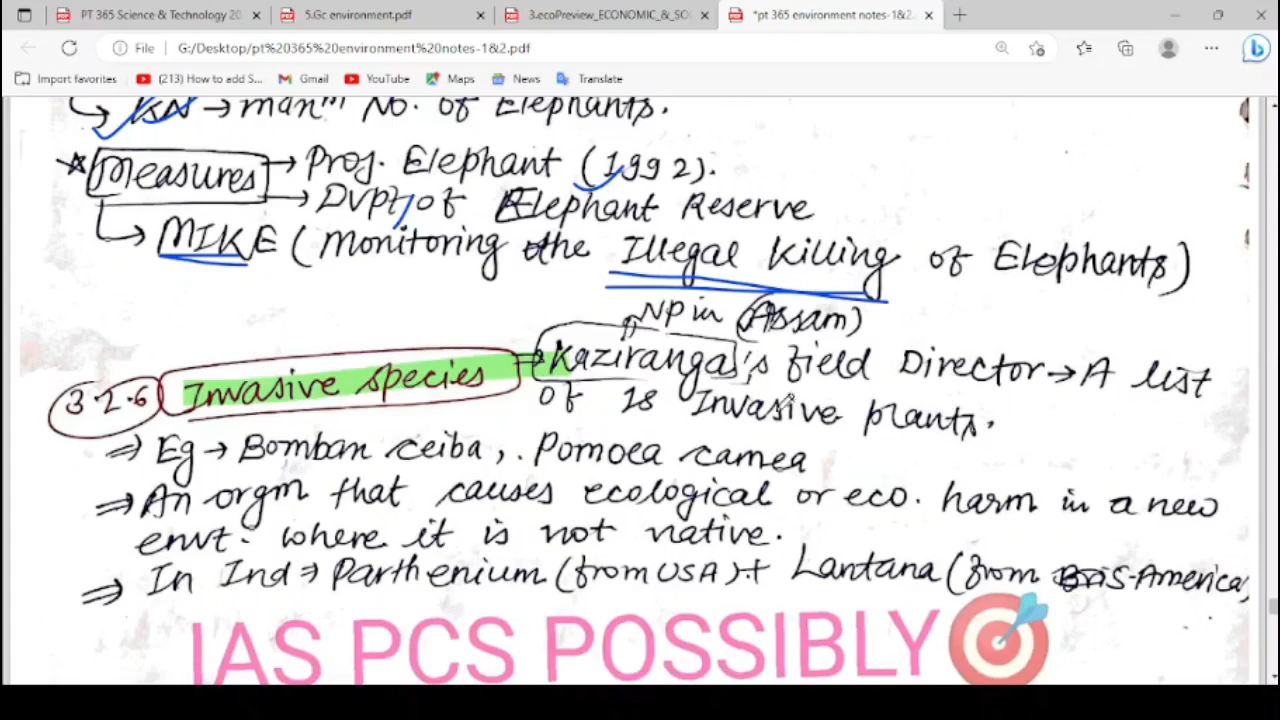 PT 365 Science & Technology 20
5.Gc environment.pdf
3.ecoPreview_ECONOMIC_&_SO
*pt 365 environment notes-1&2.
File
G:/Desktop/pt%20365%20environment%20notes-1&2.pdf
Import favorites
(213) How to add S...
Gmail
YouTube
Maps
News
Translate
↳ KN → manm No. of Elephants.
* Measures → Proj. Elephant (1992).
→ Dvpt, of Elephant Reserve
↳ MIKE (Monitoring the Illegal Killing of Elephants)
NP in (Assam)
3.2.6 Invasive species ⇒ Kaziranga's field Director → A list
of 18 Invasive plants.
⇒ Eg → Bomban ceiba, . Pomoea camea
⇒ An orgm that causes ecological or eco. harm in a new
envt. where it is not native.
⇒ In Ind ⇒ Parthenium (from USA) + Lantana (from S-America)
IAS PCS POSSIBLY